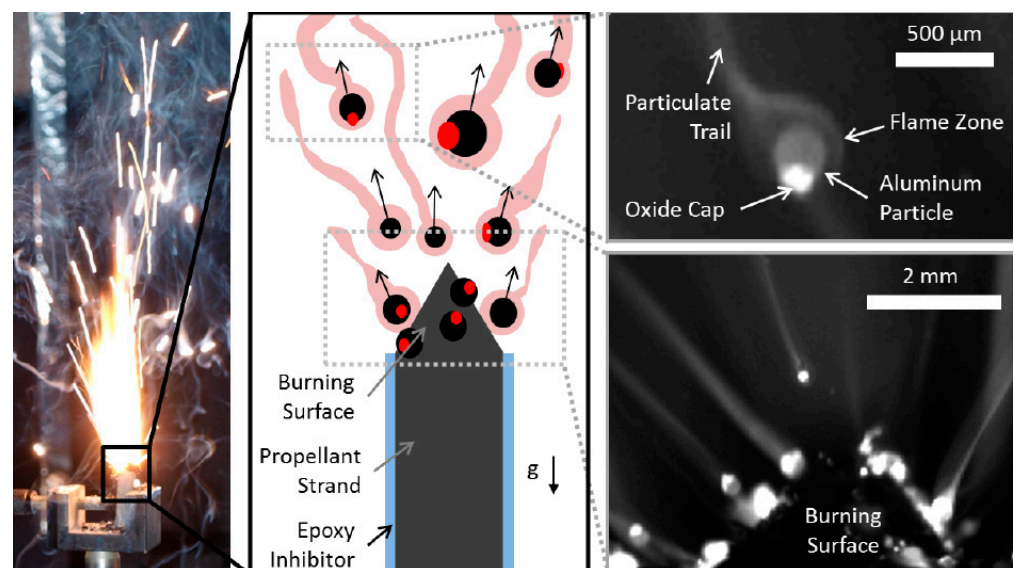 Burning
Surface
Propellant
Strand
Epoxy
Inhibitor
g
500 µm
Particulate
Trail
Flame Zone
Oxide Cap
Aluminum
Particle
2 mm
Burning
Surface